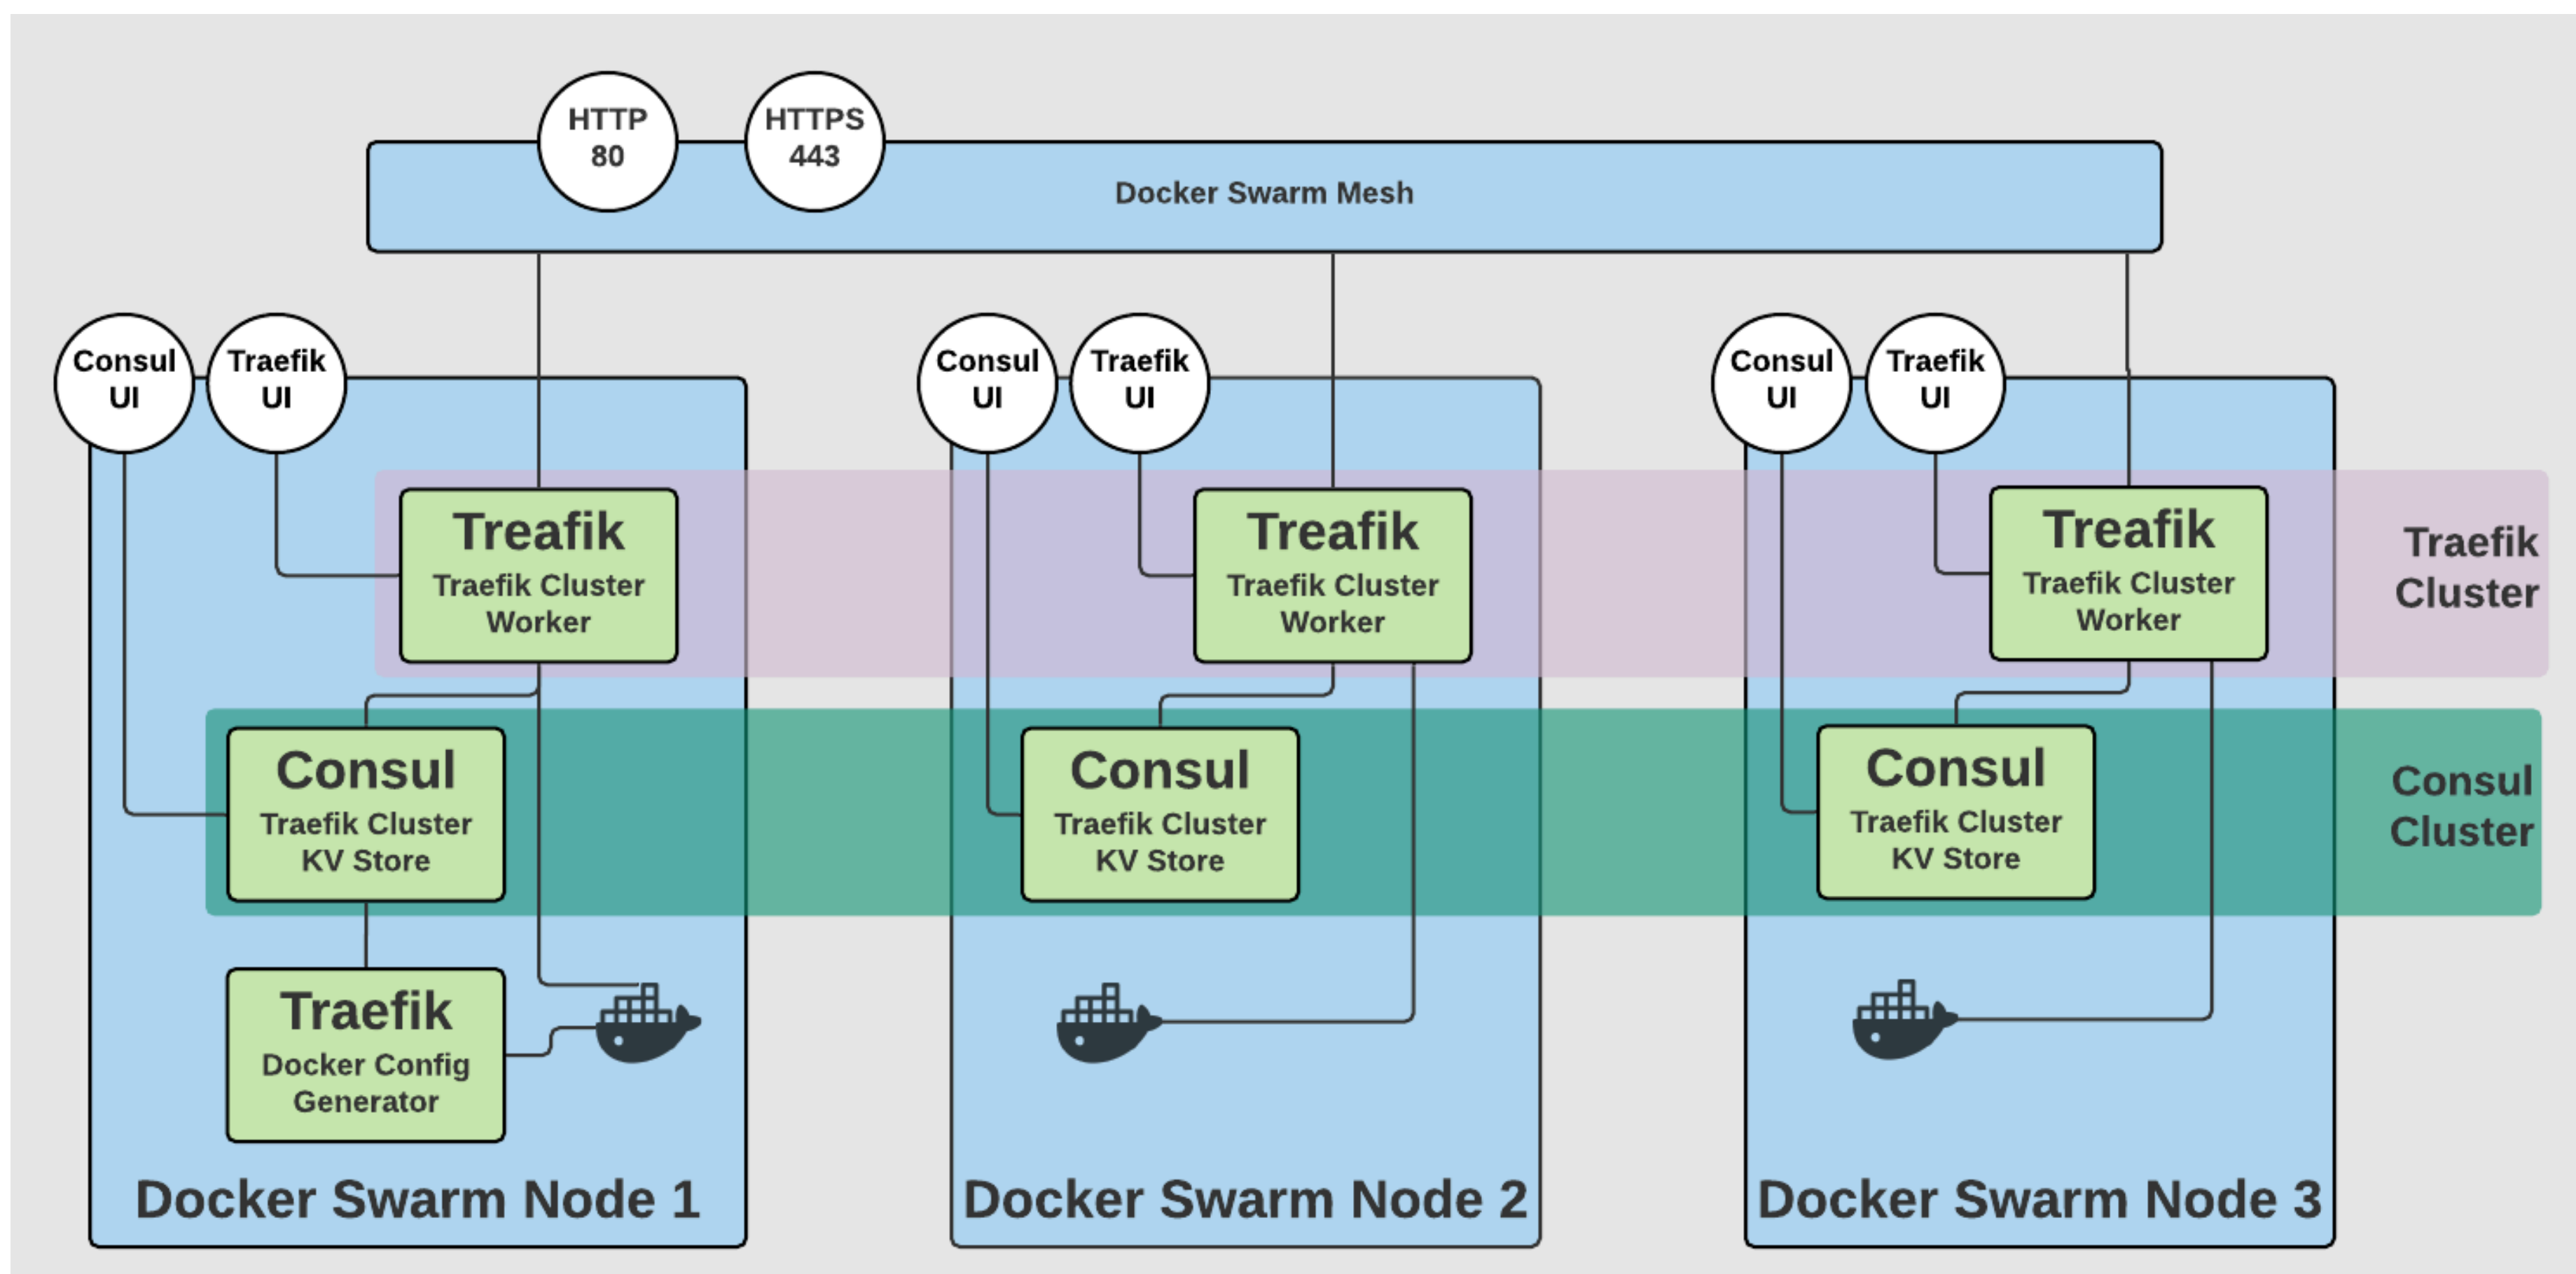 HTTP
80
HTTPS
443
Docker Swarm Mesh
Consul
UI
Traefik
UI
Consul
UI
Traefik
UI
Consul
UI
Traefik
UI
Treafik
Traefik Cluster
Worker
Treafik
Traefik Cluster
Worker
Treafik
Traefik Cluster
Worker
Traefik
Cluster
Consul
Traefik Cluster
KV Store
Consul
Traefik Cluster
KV Store
Consul
Traefik Cluster
KV Store
Consul
Cluster
Traefik
Docker Config
Generator
Docker Swarm Node 1
Docker Swarm Node 2
Docker Swarm Node 3